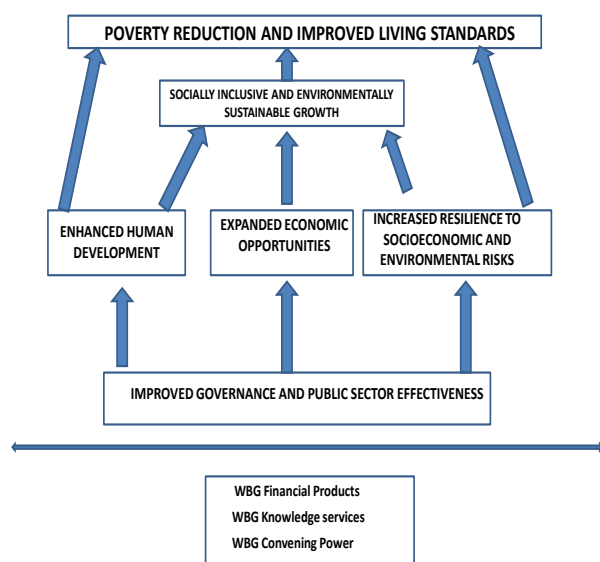 POVERTY REDUCTION AND IMPROVED LIVING STANDARDS
SOCIALLY INCLUSIVE AND ENVIRONMENTALLY
SUSTAINABLE GROWTH
ENHANCED HUMAN
DEVELOPMENT
EXPANDED ECONOMIC
OPPORTUNITIES
INCREASED RESILIENCE TO
SOCIOECONOMIC AND
ENVIRONMENTAL RISKS
IMPROVED GOVERNANCE AND PUBLIC SECTOR EFFECTIVENESS
WBG Financial Products
WBG Knowledge services
WBG Convening Power